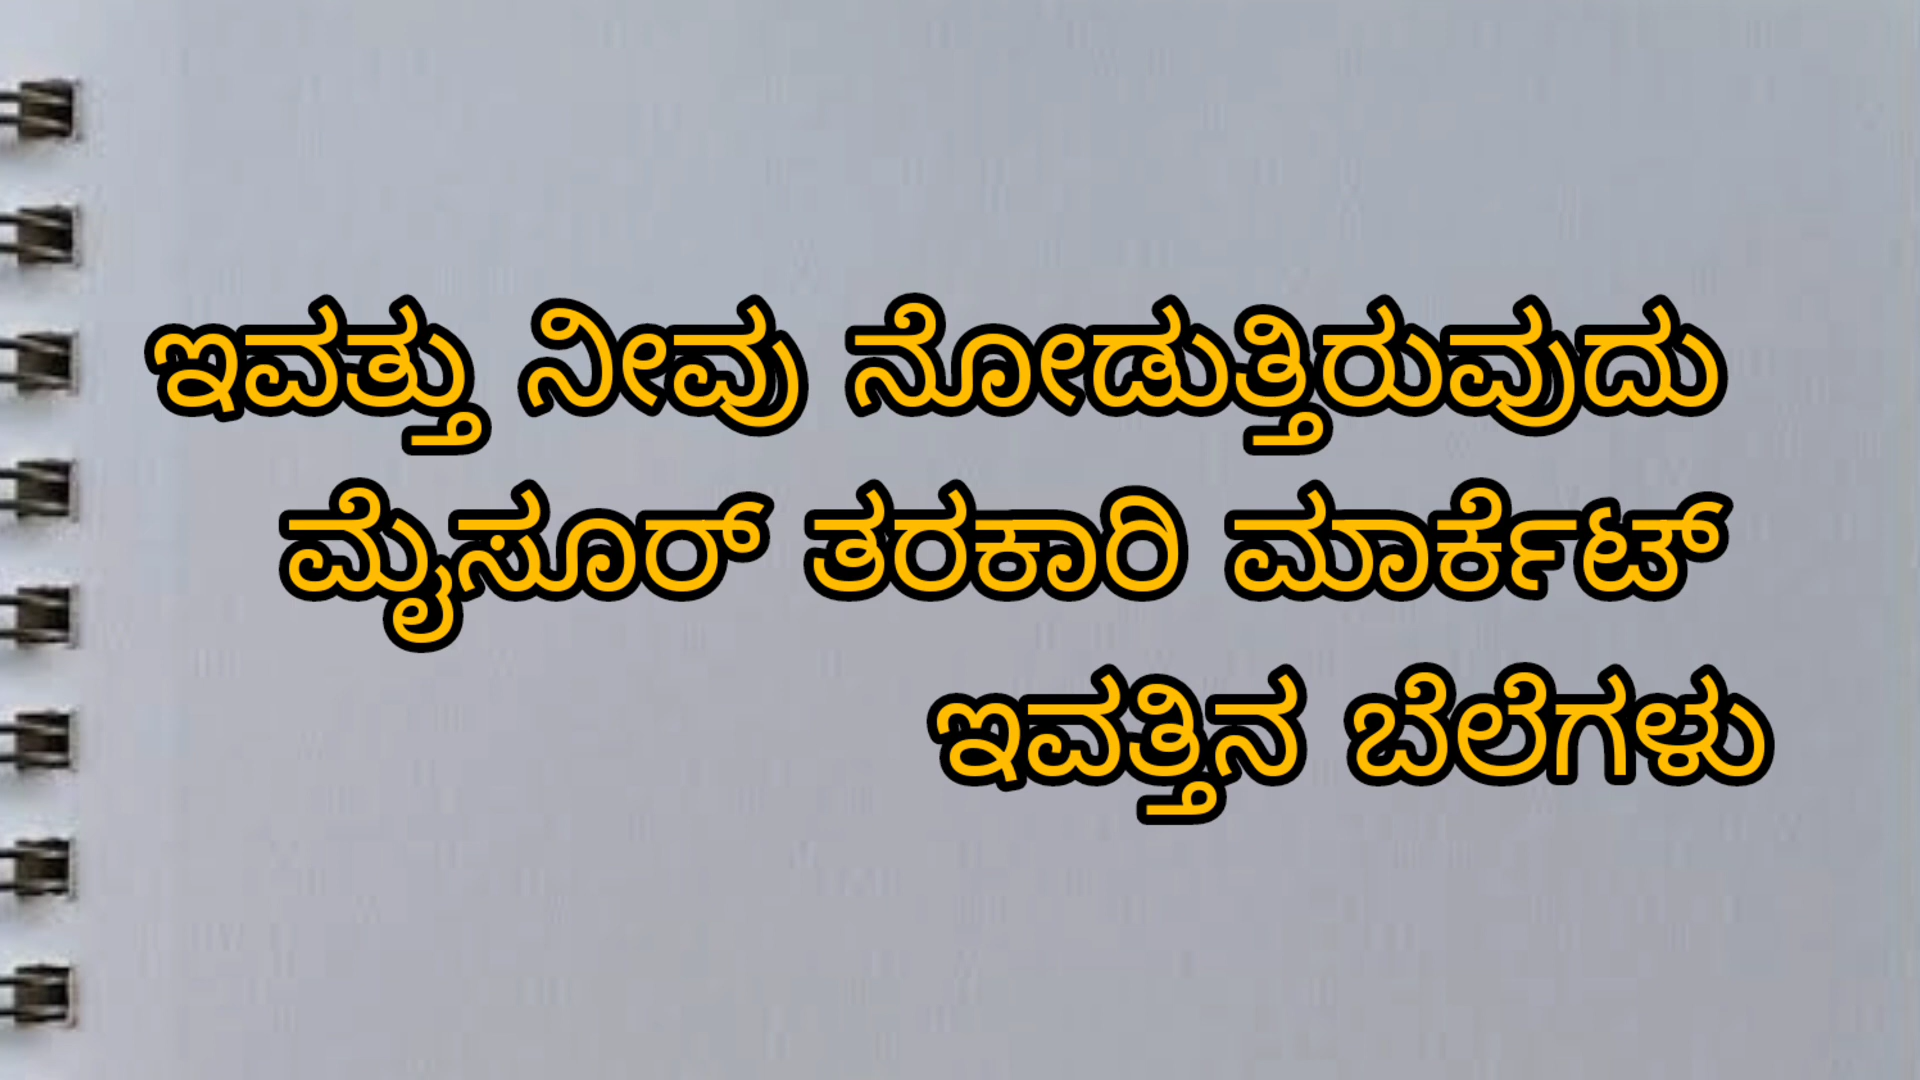 ಇವತ್ತು ನೀವು ನೋಡುತ್ತಿರುವುದು
ಮೈಸೂರ್ ತರಕಾರಿ ಮಾರ್ಕೆಟ್
ಇವತ್ತಿನ ಬೆಲೆಗಳು